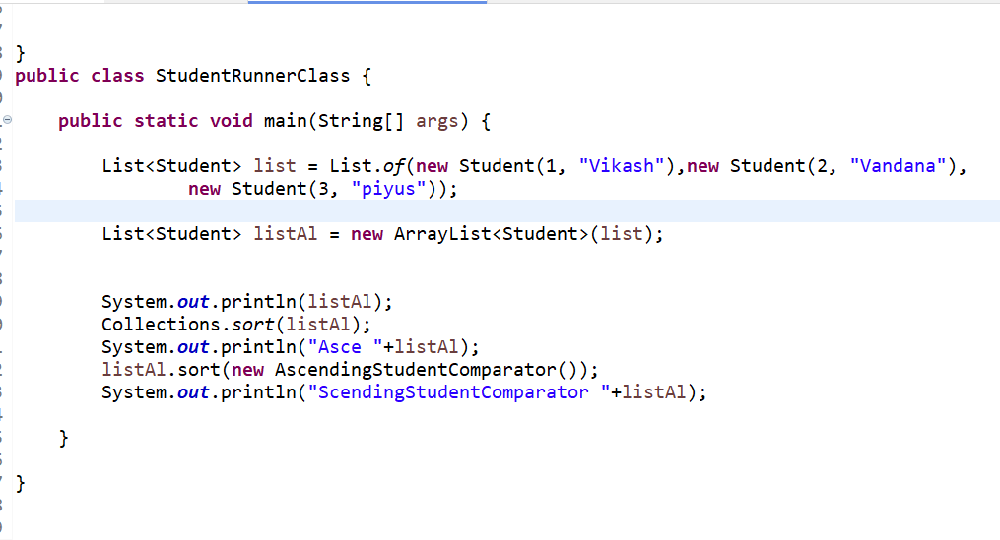 }
public class StudentRunnerClass {
public static void main(String[] args) {
List<Student> list = List.of(new Student(1, "Vikash"),new Student(2, "Vandana"),
new Student(3, "piyus"));
List<Student> listAl = new ArrayList<Student>(list);
System.out.println(listAl);
Collections.sort(listAl);
System.out.println("Asce "+listAl);
listAl.sort(new AscendingStudentComparator());
System.out.println("ScendingStudentComparator "+listAl);
}
}